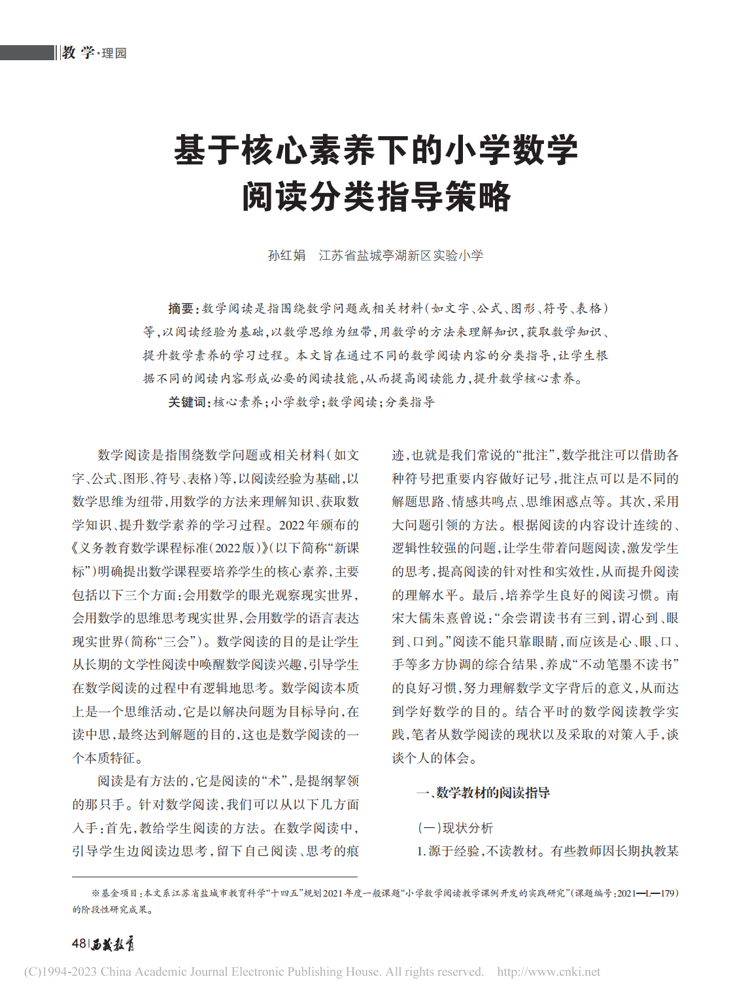 教学·理园
基于核心素养下的小学数学
阅读分类指导策略
孙红娟 江苏省盐城亭湖新区实验小学
摘要:数学阅读是指围绕数学问题或相关材料(如文字、公式、图形、符号、表格)
等,以阅读经验为基础,以数学思维为纽带,用数学的方法来理解知识,获取数学知识、
提升数学素养的学习过程。本文旨在通过不同的数学阅读内容的分类指导,让学生根
据不同的阅读内容形成必要的阅读技能,从而提高阅读能力,提升数学核心素养。
关键词:核心素养;小学数学;数学阅读;分类指导
数学阅读是指围绕数学问题或相关材料(如文
字、公式、图形、符号、表格)等,以阅读经验为基础,以
数学思维为纽带,用数学的方法来理解知识、获取数
学知识、提升数学素养的学习过程。2022年颁布的
《义务教育数学课程标准(2022版)》(以下简称“新课
标”)明确提出数学课程要培养学生的核心素养,主要
包括以下三个方面:会用数学的眼光观察现实世界,
会用数学的思维思考现实世界,会用数学的语言表达
现实世界(简称“三会”)。数学阅读的目的是让学生
从长期的文学性阅读中唤醒数学阅读兴趣,引导学生
在数学阅读的过程中有逻辑地思考。数学阅读本质
上是一个思维活动,它是以解决问题为目标导向,在
读中思,最终达到解题的目的,这也是数学阅读的一
个本质特征。
阅读是有方法的,它是阅读的“术”,是提纲挈领
的那只手。针对数学阅读,我们可以从以下几方面
入手:首先,教给学生阅读的方法。在数学阅读中,
引导学生边阅读边思考,留下自己阅读、思考的痕
迹,也就是我们常说的“批注”,数学批注可以借助各
种符号把重要内容做好记号,批注点可以是不同的
解题思路、情感共鸣点、思维困惑点等。其次,采用
大问题引领的方法。根据阅读的内容设计连续的、
逻辑性较强的问题,让学生带着问题阅读,激发学生
的思考,提高阅读的针对性和实效性,从而提升阅读
的理解水平。最后,培养学生良好的阅读习惯。南
宋大儒朱熹曾说:“余尝谓读书有三到,谓心到、眼
到、口到。”阅读不能只靠眼睛,而应该是心、眼、口、
手等多方协调的综合结果,养成“不动笔墨不读书”
的良好习惯,努力理解数学文字背后的意义,从而达
到学好数学的目的。结合平时的数学阅读教学实
践,笔者从数学阅读的现状以及采取的对策入手,谈
谈个人的体会。
一、数学教材的阅读指导
(一)现状分析
1.源于经验,不读教材。有些教师因长期执教某
※基金项目:本文系江苏省盐城市教育科学“十四五”规划2021年度一般课题“小学数学阅读教学课例开发的实践研究”(课题编号:2021—L—179)
的阶段性研究成果。
48|西藏教育
(C)1994-2023 China Academic Journal Electronic Publishing House. All rights reserved. http://www.cnki.net